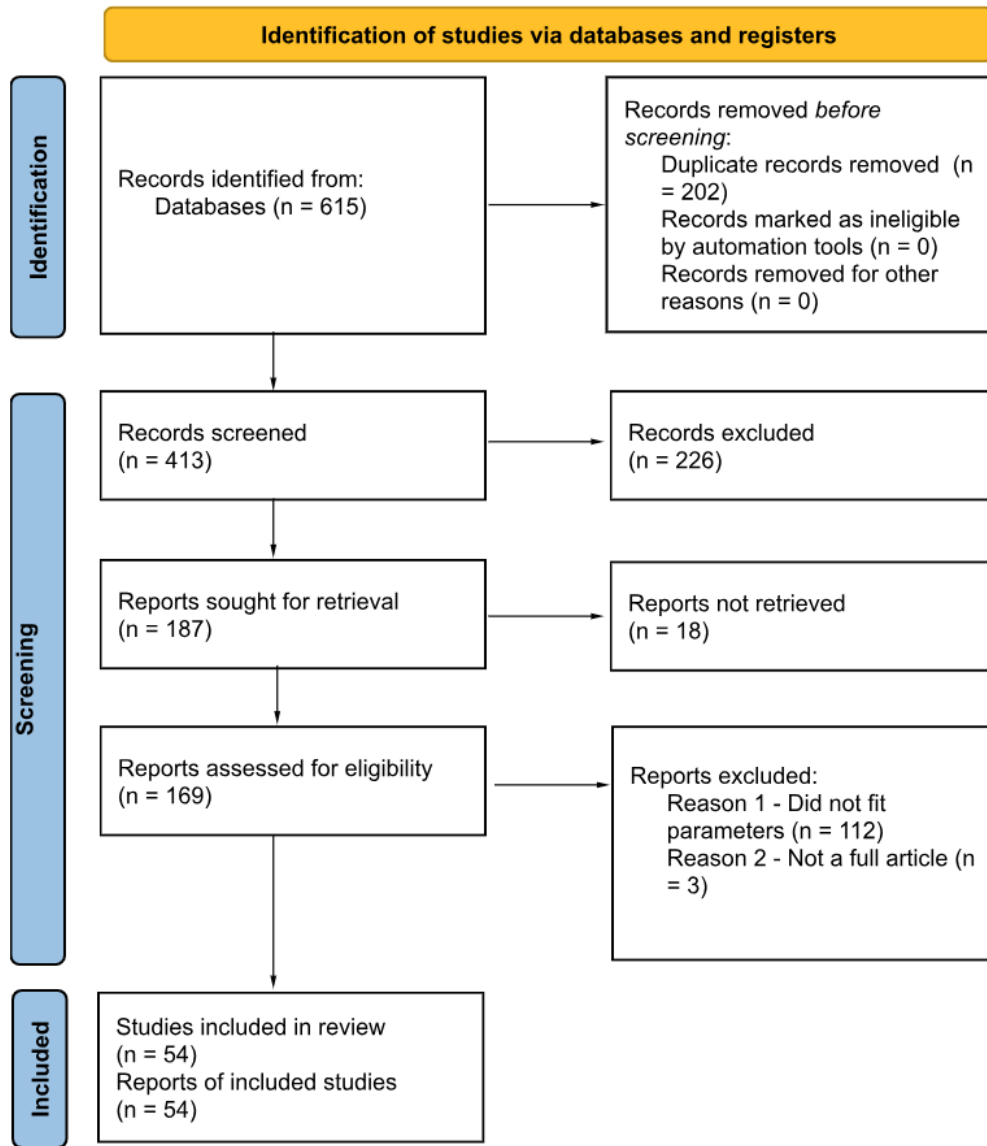 Identification of studies via databases and registers
Identification
Records identified from:
Databases (n = 615)
Records removed before
screening:
Duplicate records removed  (n
= 202)
Records marked as ineligible
by automation tools (n = 0)
Records removed for other
reasons (n = 0)
Screening
Records screened
(n = 413)
Records excluded
(n = 226)
Reports sought for retrieval
(n = 187)
Reports not retrieved
(n = 18)
Reports assessed for eligibility
(n = 169)
Reports excluded:
Reason 1 - Did not fit
parameters (n = 112)
Reason 2 - Not a full article (n
= 3)
Included
Studies included in review
(n = 54)
Reports of included studies
(n = 54)